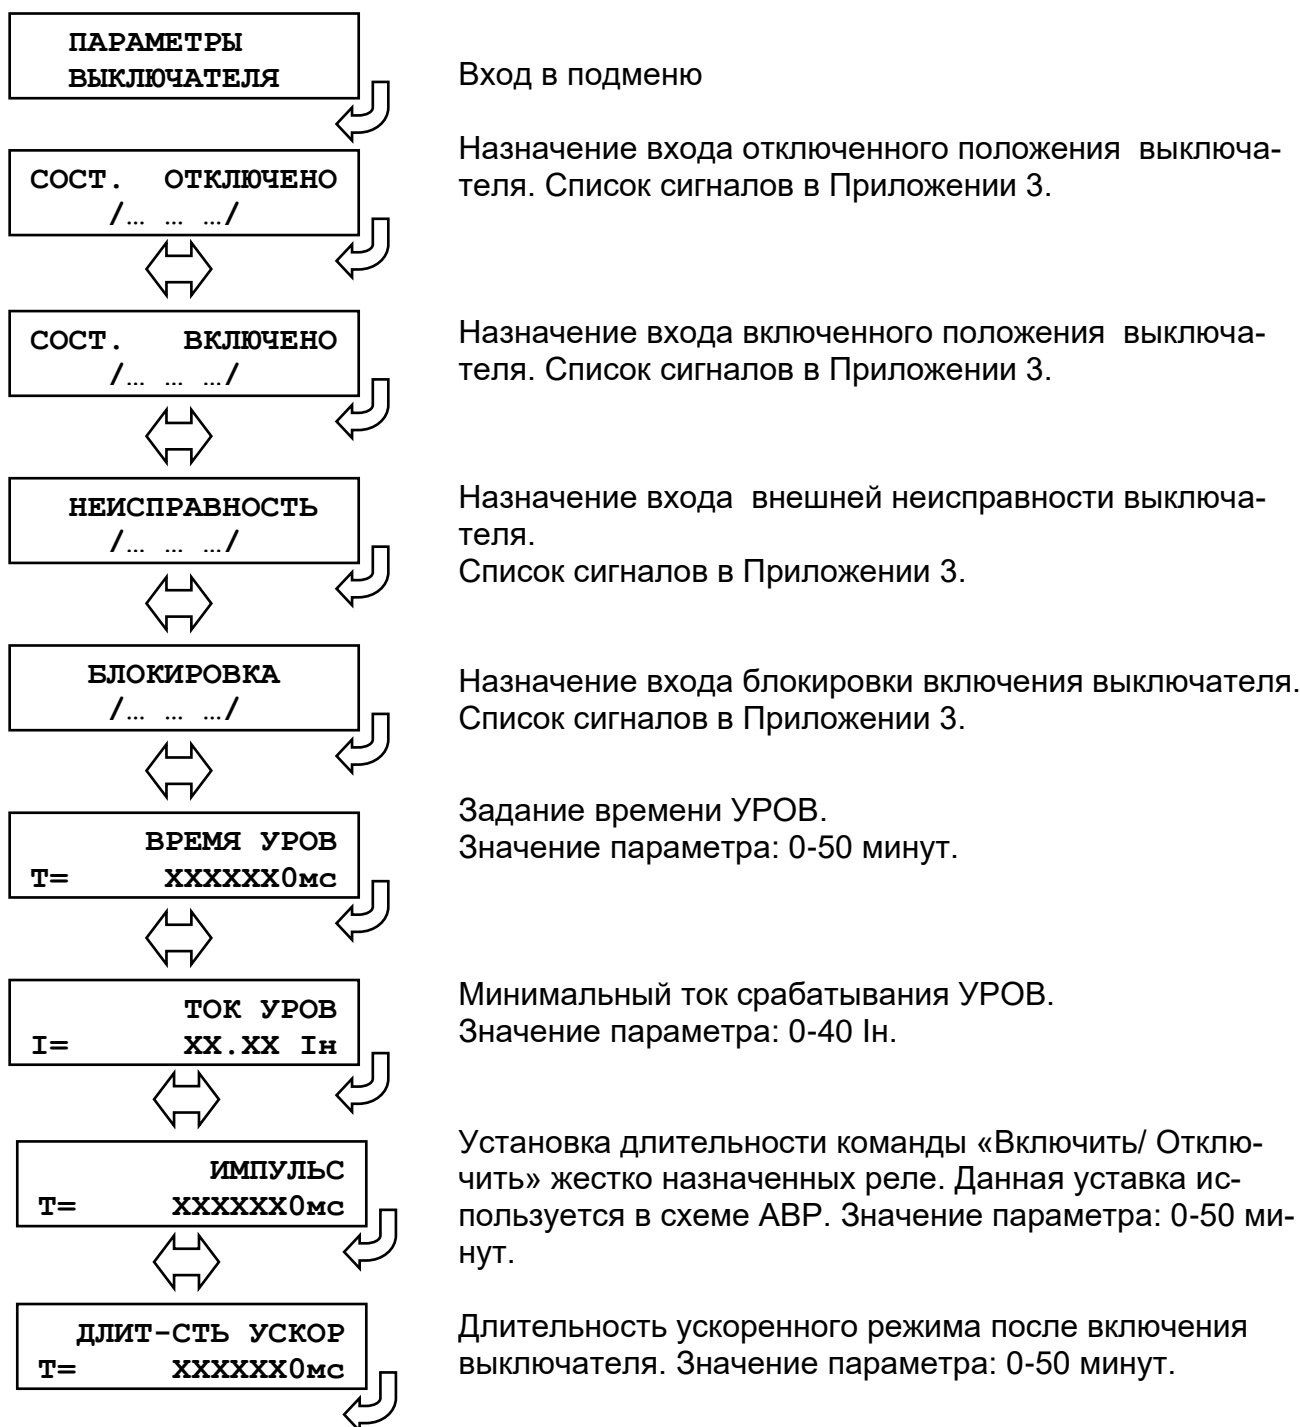 ПАРАМЕТРЫ
ВЫКЛЮЧАТЕЛЯ
Вход в подменю
СОСТ. ОТКЛЮЧЕНО
/… … …/
Назначение входа отключенного положения выключа-
теля. Список сигналов в Приложении 3.
СОСТ. ВКЛЮЧЕНО
/… … …/
Назначение входа включенного положения выключа-
теля. Список сигналов в Приложении 3.
НЕИСПРАВНОСТЬ
/… … …/
Назначение входа внешней неисправности выключа-
теля.
Список сигналов в Приложении 3.
БЛОКИРОВКА
/… … …/
Назначение входа блокировки включения выключателя.
Список сигналов в Приложении 3.
ВРЕМЯ УРОВ
Т= ХХХХХХ0мс
Задание времени УРОВ.
Значение параметра: 0-50 минут.
ТОК УРОВ
I= ХХ.ХХ Iн
Минимальный ток срабатывания УРОВ.
Значение параметра: 0-40 Iн.
ИМПУЛЬС
Т= ХХХХХХ0мс
Установка длительности команды «Включить/ Отклю-
чить» жестко назначенных реле. Данная уставка ис-
пользуется в схеме АВР. Значение параметра: 0-50 ми-
нут.
ДЛИТ-СТЬ УСКОР
Т= ХХХХХХ0мс
Длительность ускоренного режима после включения
выключателя. Значение параметра: 0-50 минут.